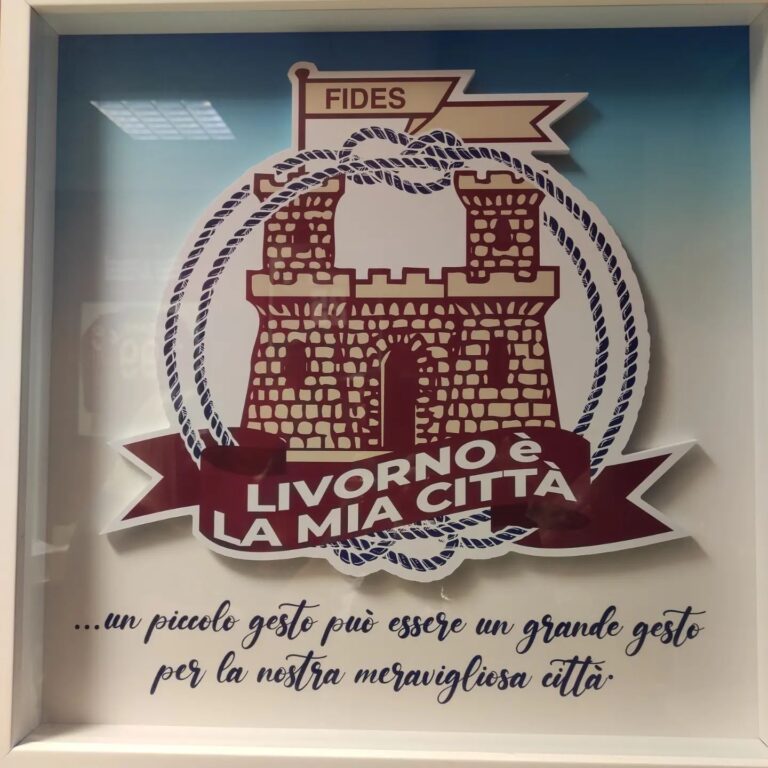 FIDES
LIVORNO è
LA MIA CITTÀ
...un piccolo gesto può essere un grande gesto
per la nostra meravigliosa città.